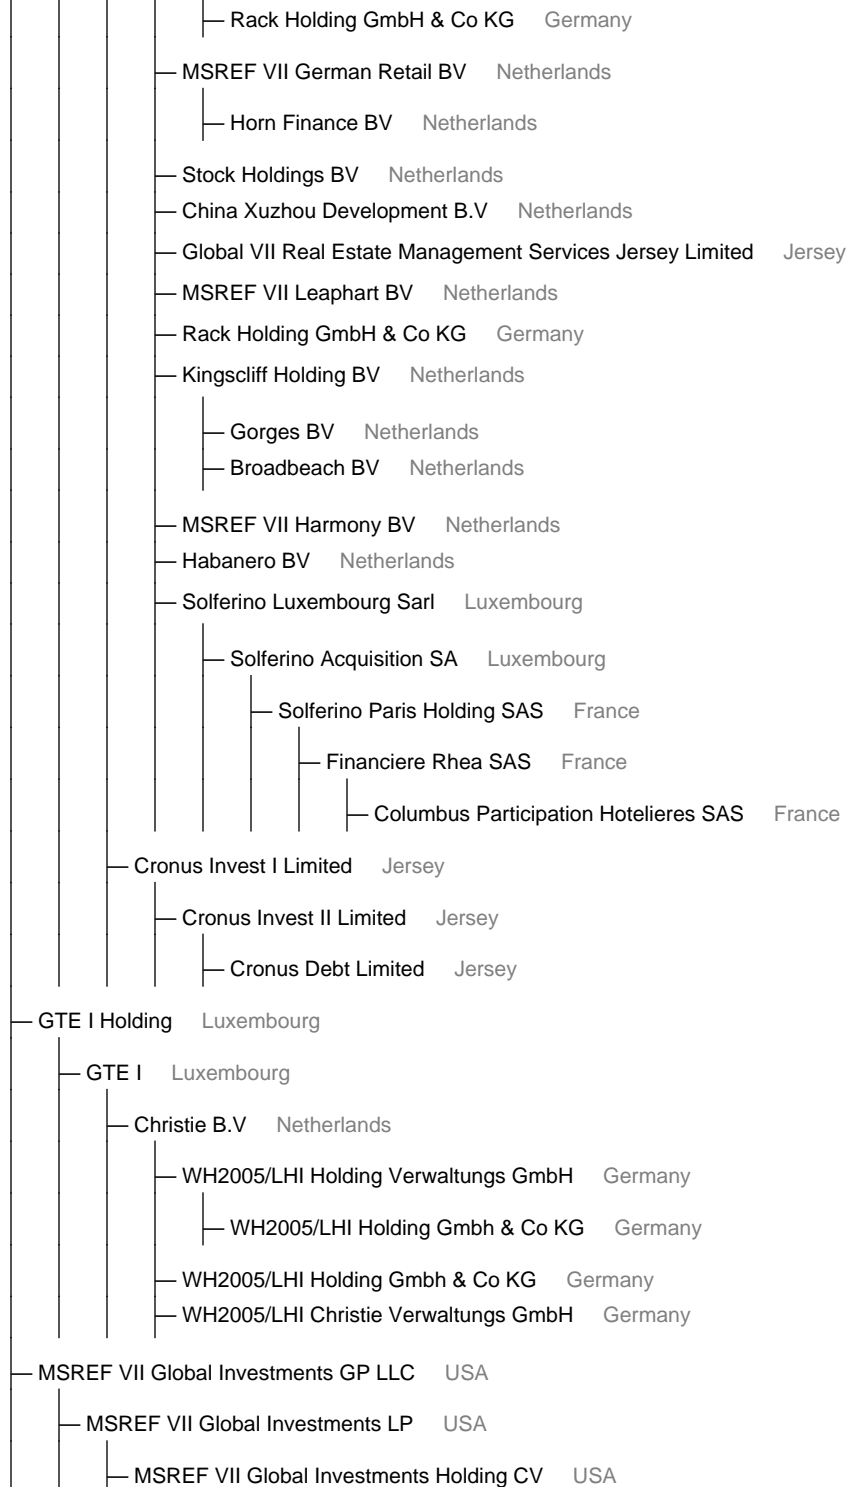 Rack Holding GmbH & Co KG Germany
MSREF VII German Retail BV Netherlands
Horn Finance BV Netherlands
Stock Holdings BV Netherlands
China Xuzhou Development B.V Netherlands
Global VII Real Estate Management Services Jersey Limited Jersey
MSREF VII Leaphart BV Netherlands
Rack Holding GmbH & Co KG Germany
Kingscliff Holding BV Netherlands
Gorges BV Netherlands
Broadbeach BV Netherlands
MSREF VII Harmony BV Netherlands
Habanero BV Netherlands
Solferino Luxembourg Sarl Luxembourg
Solferino Acquisition SA Luxembourg
Solferino Paris Holding SAS France
Financiere Rhea SAS France
Columbus Participation Hotelieres SAS France
Cronus Invest I Limited Jersey
Cronus Invest II Limited Jersey
Cronus Debt Limited Jersey
GTE I Holding Luxembourg
GTE I Luxembourg
Christie B.V Netherlands
WH2005/LHI Holding Verwaltungs GmbH Germany
WH2005/LHI Holding Gmbh & Co KG Germany
WH2005/LHI Holding Gmbh & Co KG Germany
WH2005/LHI Christie Verwaltungs GmbH Germany
MSREF VII Global Investments GP LLC USA
MSREF VII Global Investments LP USA
MSREF VII Global Investments Holding CV USA